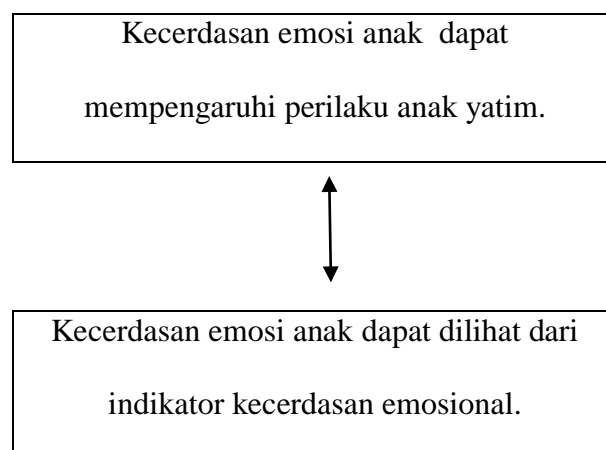 Kecerdasan emosi anak dapat
mempengaruhi perilaku anak yatim.
Kecerdasan emosi anak dapat dilihat dari
indikator kecerdasan emosional.